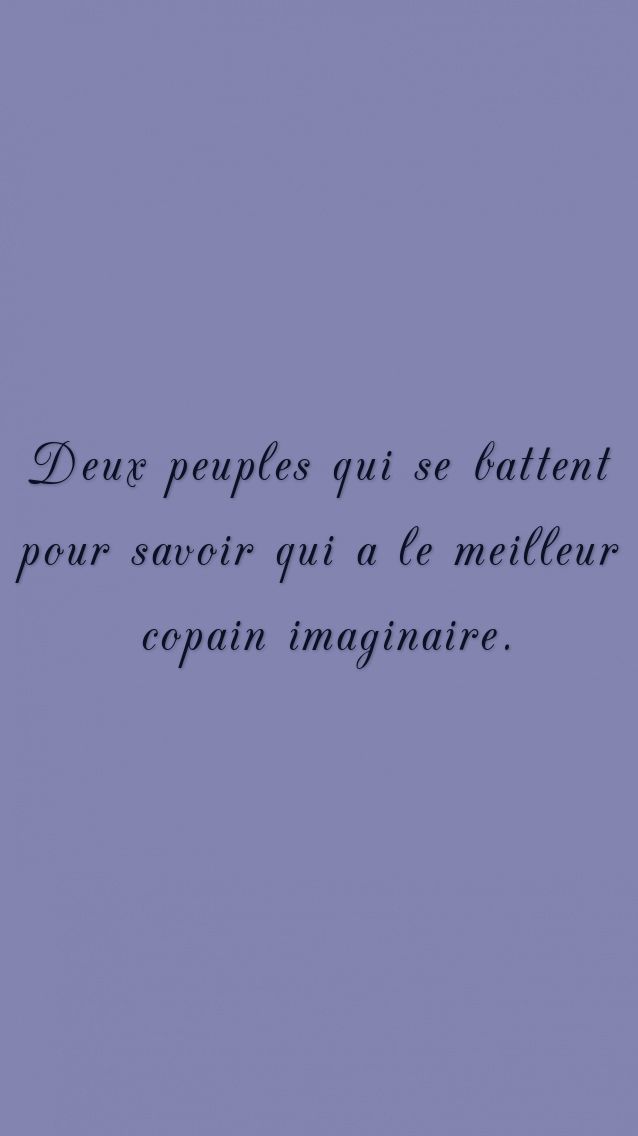 Deux peuples qui se battent
pour savoir qui a le meilleur
copain imaginaire.